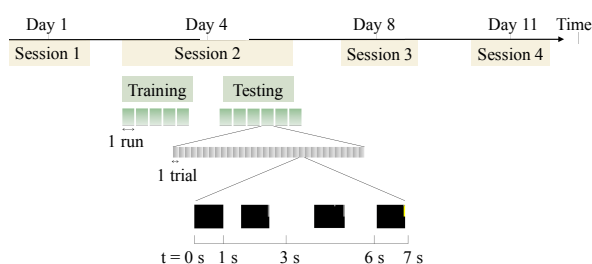 Day 1 Day 4 Day 8 Day 11 Time
Session 1 Session 2 Session 3 Session 4
Training Testing
1 run
1 trial
t = 0 s 1 s 3 s 6 s 7 s